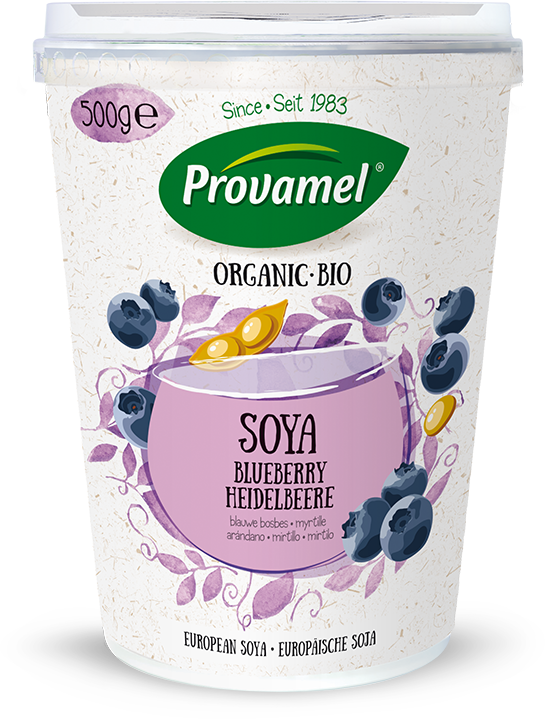 500g e
Since • Seit 1983
Provamel®
ORGANIC • BIO
SOYA
BLUEBERRY
HEIDELBEERE
blauwe bosbes • myrtille
arándano • mirtillo • mirtilo
EUROPEAN SOYA • EUROPÄISCHE SOJA